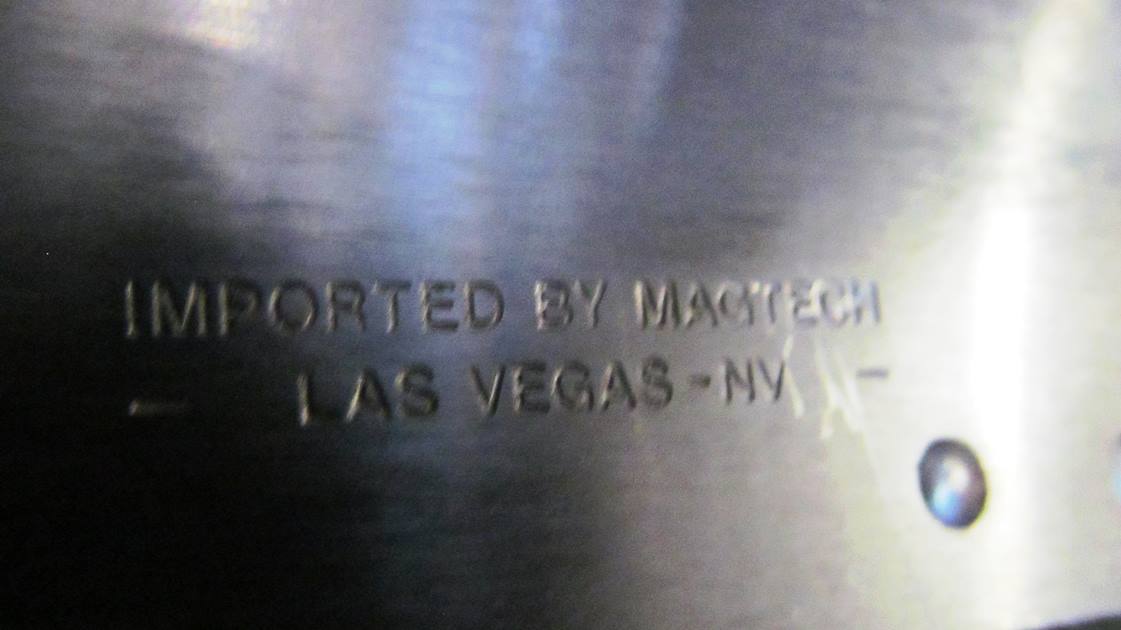 IMPORTED BY MAGTECH
- LAS VEGAS-NV -